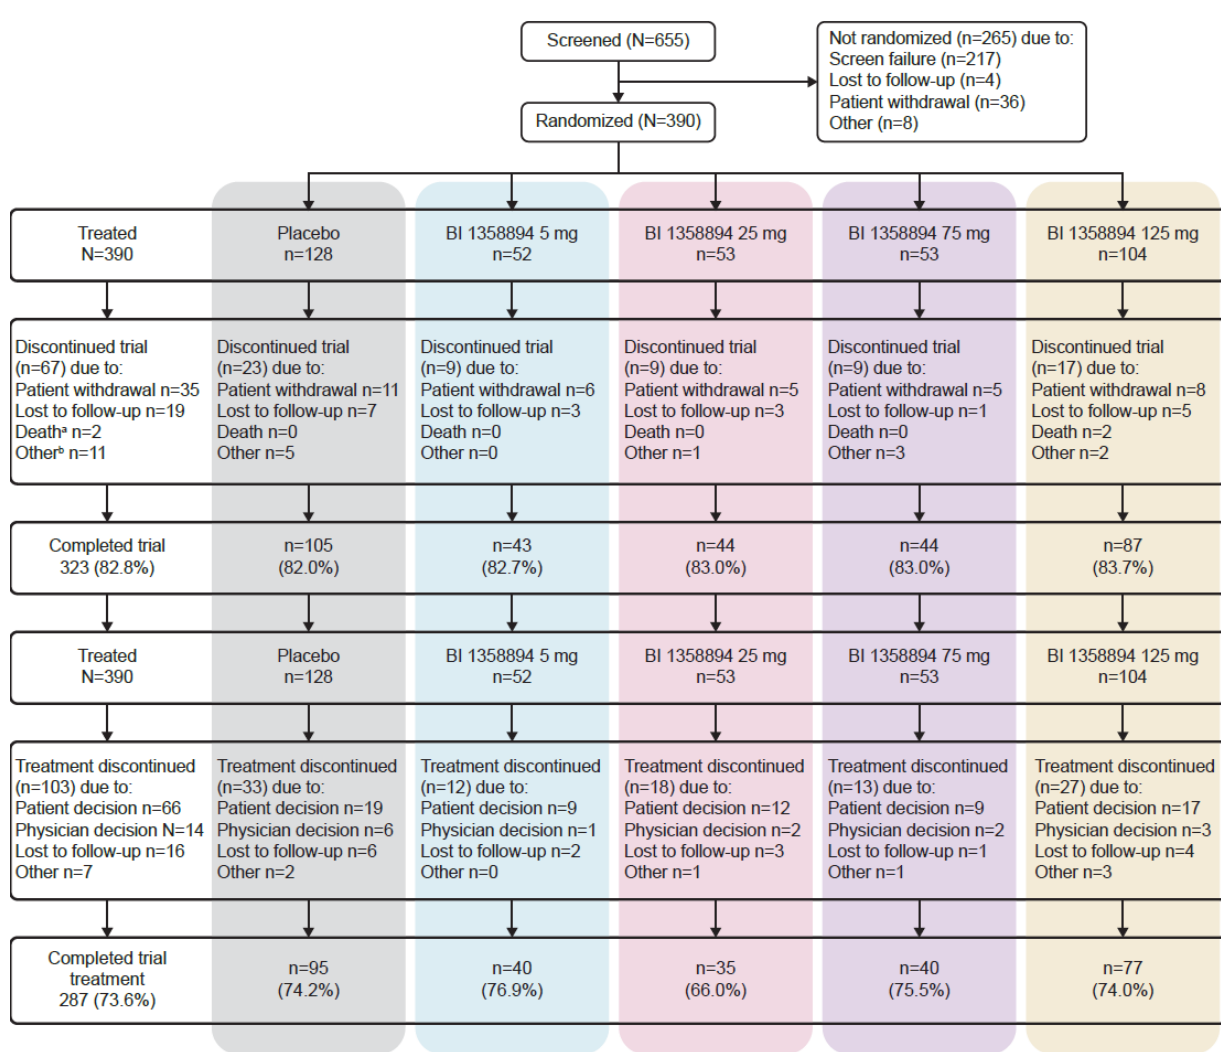 Screened (N=655)
Not randomized (n=265) due to:
Screen failure (n=217)
Lost to follow-up (n=4)
Patient withdrawal (n=36)
Other (n=8)
Randomized (N=390)
Treated
N=390
Placebo
n=128
BI 1358894 5 mg
n=52
BI 1358894 25 mg
n=53
BI 1358894 75 mg
n=53
BI 1358894 125 mg
n=104
Discontinued trial
(n=67) due to:
Patient withdrawal n=35
Lost to follow-up n=19
Deathᵃ n=2
Otherᵇ n=11
Discontinued trial
(n=23) due to:
Patient withdrawal n=11
Lost to follow-up n=7
Death n=0
Other n=5
Discontinued trial
(n=9) due to:
Patient withdrawal n=6
Lost to follow-up n=3
Death n=0
Other n=0
Discontinued trial
(n=9) due to:
Patient withdrawal n=5
Lost to follow-up n=3
Death n=0
Other n=1
Discontinued trial
(n=9) due to:
Patient withdrawal n=5
Lost to follow-up n=1
Death n=0
Other n=3
Discontinued trial
(n=17) due to:
Patient withdrawal n=8
Lost to follow-up n=5
Death n=2
Other n=2
Completed trial
323 (82.8%)
n=105
(82.0%)
n=43
(82.7%)
n=44
(83.0%)
n=44
(83.0%)
n=87
(83.7%)
Treated
N=390
Placebo
n=128
BI 1358894 5 mg
n=52
BI 1358894 25 mg
n=53
BI 1358894 75 mg
n=53
BI 1358894 125 mg
n=104
Treatment discontinued
(n=103) due to:
Patient decision n=66
Physician decision N=14
Lost to follow-up n=16
Other n=7
Treatment discontinued
(n=33) due to:
Patient decision n=19
Physician decision n=6
Lost to follow-up n=6
Other n=2
Treatment discontinued
(n=12) due to:
Patient decision n=9
Physician decision n=1
Lost to follow-up n=2
Other n=0
Treatment discontinued
(n=18) due to:
Patient decision n=12
Physician decision n=2
Lost to follow-up n=3
Other n=1
Treatment discontinued
(n=13) due to:
Patient decision n=9
Physician decision n=2
Lost to follow-up n=1
Other n=1
Treatment discontinued
(n=27) due to:
Patient decision n=17
Physician decision n=3
Lost to follow-up n=4
Other n=3
Completed trial
treatment
287 (73.6%)
n=95
(74.2%)
n=40
(76.9%)
n=35
(66.0%)
n=40
(75.5%)
n=77
(74.0%)